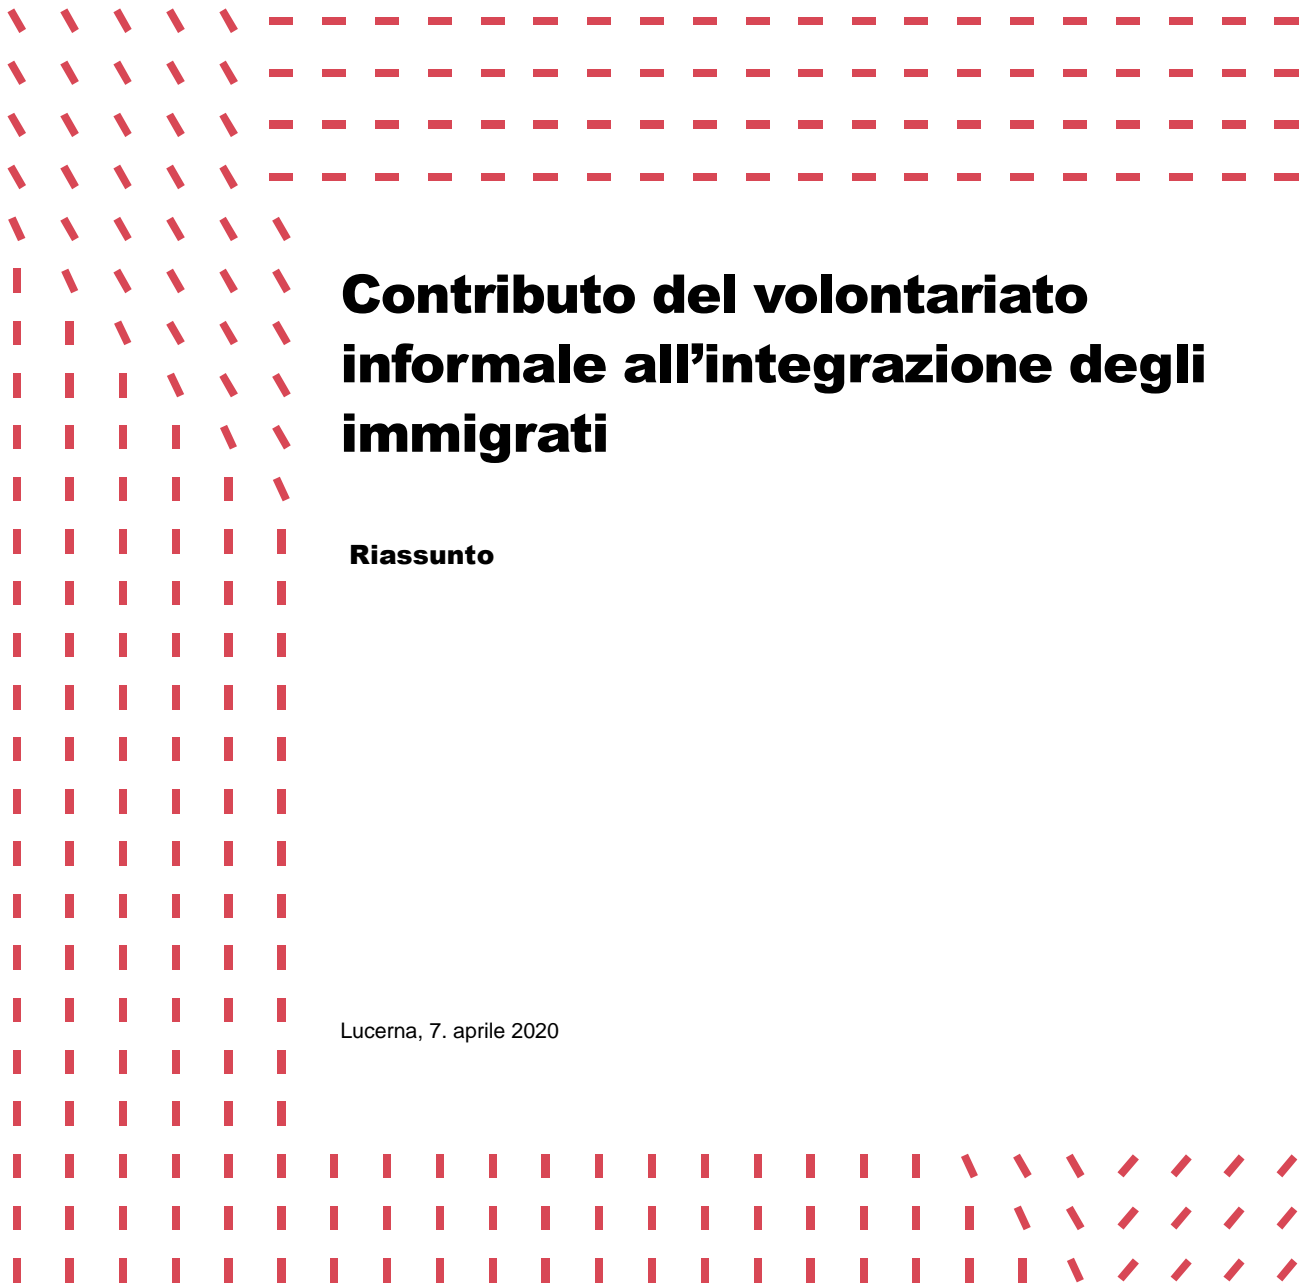 Contributo del volontariato
informale all’integrazione degli
immigrati
Riassunto
Lucerna, 7. aprile 2020